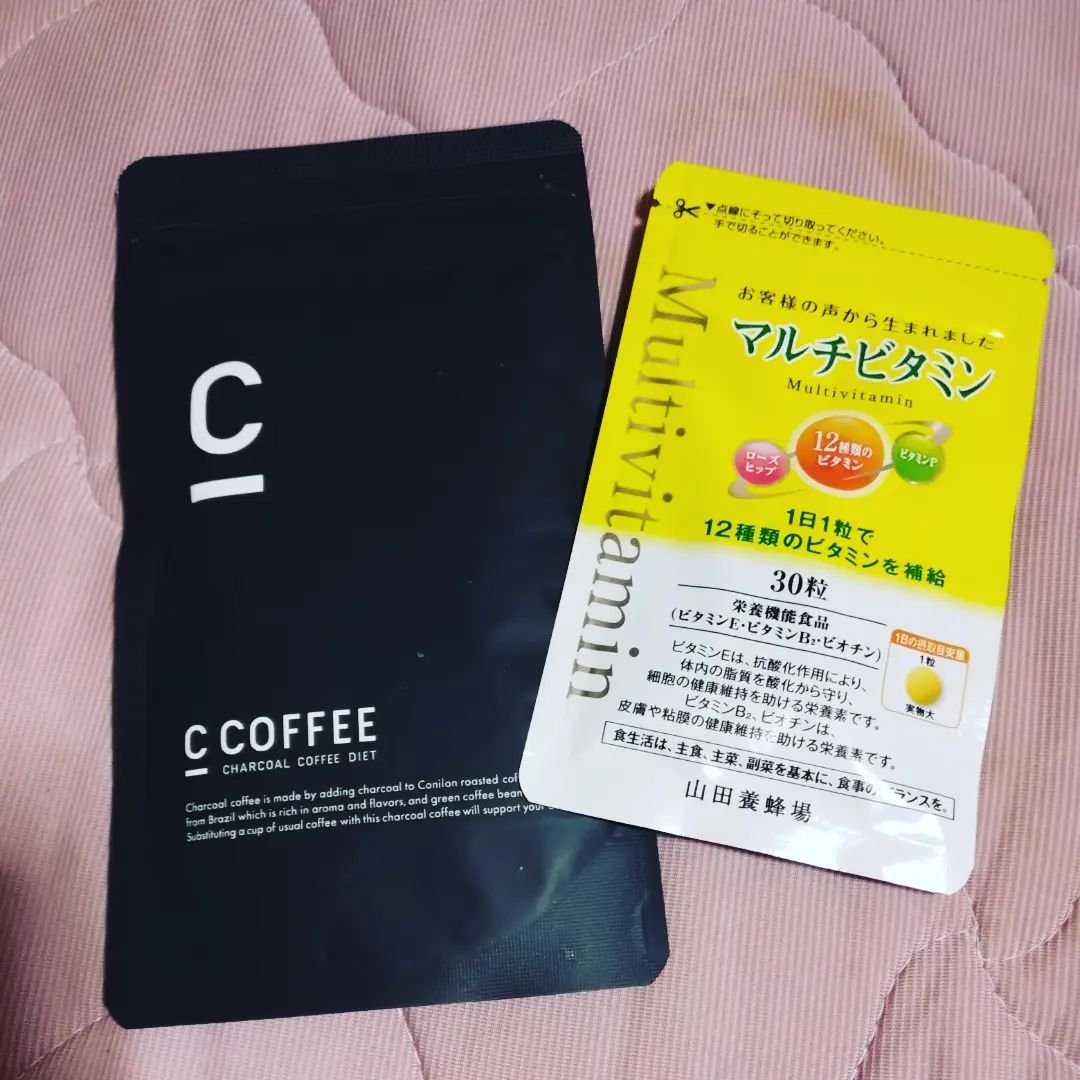 C
C COFFEE
CHARCOAL COFFEE DIET
Charcoal coffee is made by adding charcoal to Conilan roasted
from Brazil which is rich in aroma and flavors, and green coffee
Substituting a cup of usual coffee with this charcoal coffee will support your
▼点線にそって切り取ってください。
手で切ることができます。
Multivitamin
お客様の声から生まれました
マルチビタミン
Multivitamin
ローズ
ヒップ
12種類の
ビタミン
ビタミンP
1日1粒で
12種類のビタミンを補給
30粒
栄養機能食品
(ビタミンE・ビタミンB₂・ビオチン)
ビタミンEは、抗酸化作用により、
体内の脂質を酸化から守り、
細胞の健康維持を助ける栄養素です。
ビタミンB₂、ビオチンは、
皮膚や粘膜の健康維持を助ける栄養素です。
1日の摂取目安量
1粒
実物大
食生活は、主食、主菜、副菜を基本に、食事のバランスを。
山田養蜂場